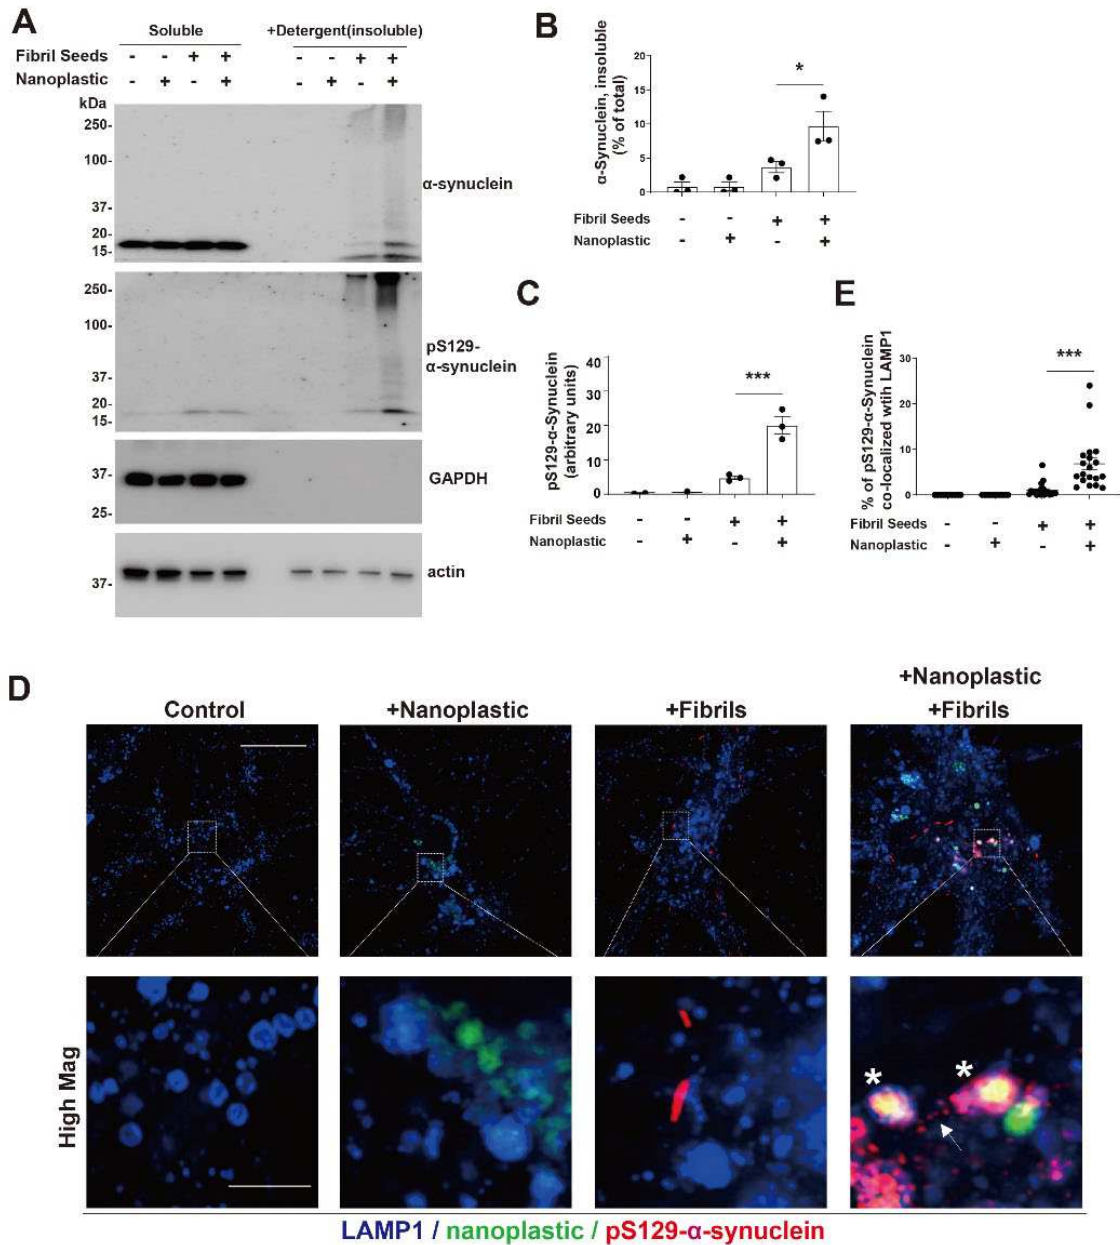 A
Soluble
+Detergent(insoluble)
Fibril Seeds - - + + - - + +
Nanoplastic - + - + - + - +
kDa
250-
100-
37-
20-
15-
α-synuclein
250-
100-
37-
20-
15-
pS129-
α-synuclein
37-
25-
GAPDH
37-
actin
B
α-Synuclein, insoluble
(% of total)
20
15
10
5
0
*
Fibril Seeds - - + +
Nanoplastic - + - +
C
pS129-α-Synuclein
(arbitrary units)
40
20
20
0
***
Fibril Seeds - - + +
Nanoplastic - + - +
E
% of pS129-α-Synuclein
co-localized wtih LAMP1
30
20
10
0
***
Fibril Seeds - - + +
Nanoplastic - + - +
D
Control
+Nanoplastic
+Fibrils
+Nanoplastic
+Fibrils
High Mag
* *
LAMP1 / nanoplastic / pS129-α-synuclein